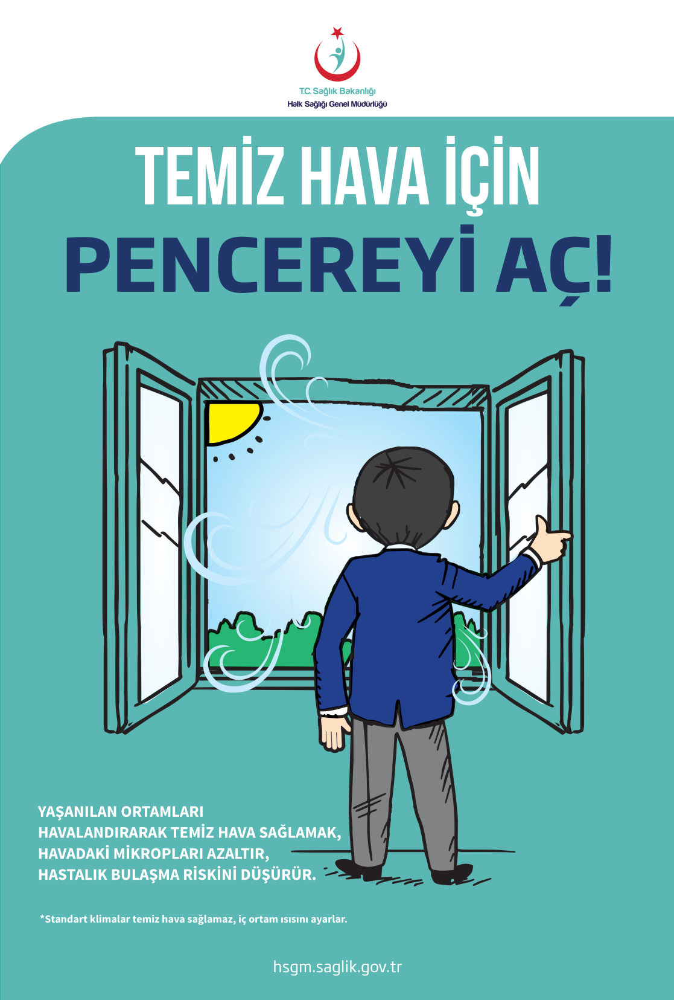 T.C. Sağlık Bakanlığı
Halk Sağlığı Genel Müdürlüğü
TEMİZ HAVA İÇİN
PENCEREYİ AÇ!
YAŞANILAN ORTAMLARI
HAVALANDIRARAK TEMİZ HAVA SAĞLAMAK,
HAVADAKİ MİKROPLARI AZALTIR,
HASTALIK BULAŞMA RİSKİNİ DÜŞÜRÜR.
*Standart klimalar temiz hava sağlamaz, iç ortam ısısını ayarlar.
hsgm.saglik.gov.tr